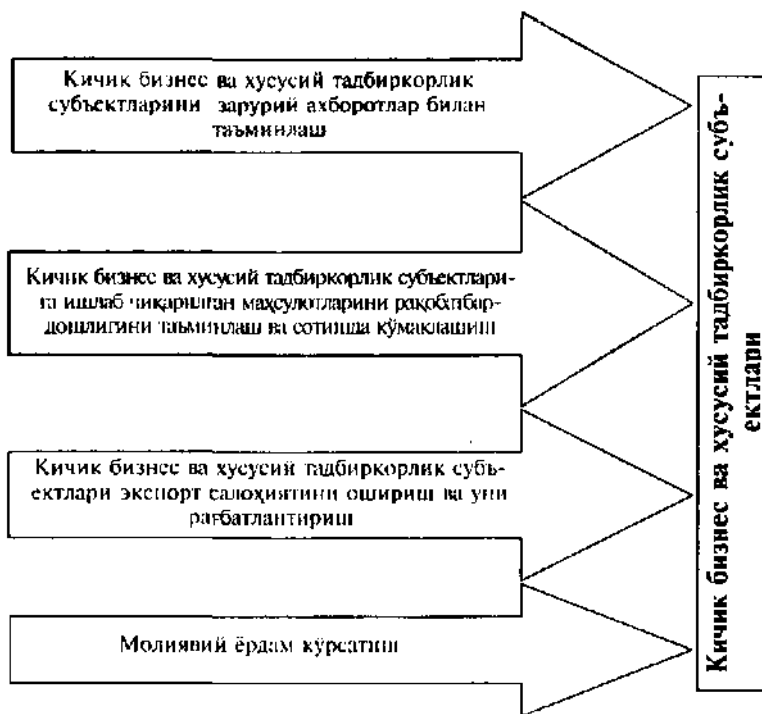 Кичик бизнес ва хусусий тадбиркорлик
субъектларини зарурий ахборотлар билан
таъминлаш
Кичик бизнес ва хусусий тадбиркорлик субъектлари-
га ишлаб чиқарилган маҳсулотларини рақобатбар-
дошлигини таъминлаш ва сотишда кўмаклашиш
Кичик бизнес ва хусусий тадбиркорлик субъ-
ектлари экспорт салоҳиятини ошириш ва уни
рағбатлантириш
Молиявий ёрдам кўрсатиш
Кичик бизнес ва хусусий тадбиркорлик субъ-
ектлари